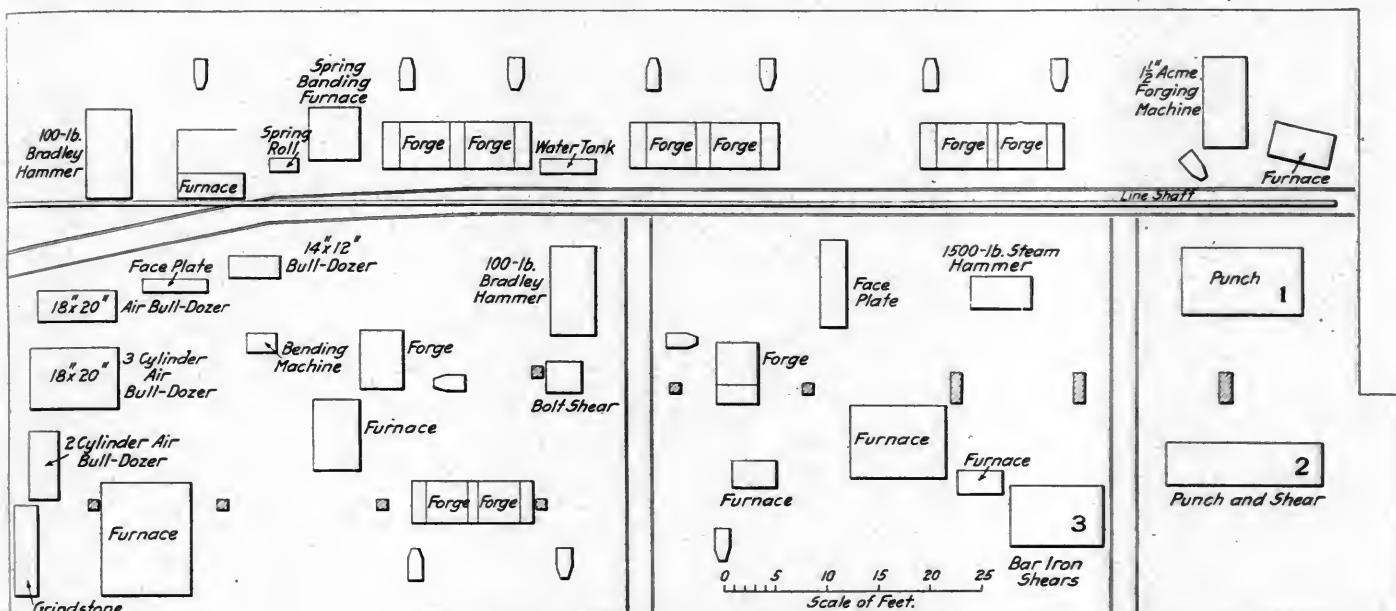 100-lb.
Bradley
Hammer
Furnace
Spring
Roll
Spring
Banding
Furnace
Forge
Forge
Water Tank
Forge
Forge
Forge
Forge
1½" Acme
Forging
Machine
Furnace
Line Shaft
18"x20"
Air Bull-Dozer
Face Plate
14"x12"
Bull-Dozer
18"x20"
3 Cylinder
Air
Bull-Dozer
Bending
Machine
Forge
100-lb.
Bradley
Hammer
Bolt Shear
Furnace
2 Cylinder Air
Bull-Dozer
Furnace
Grindstone
Forge
Forge
Face
Plate
1500-lb. Steam
Hammer
Forge
Furnace
Furnace
Furnace
3
Bar Iron
Shears
0 5 10 15 20 25
Scale of Feet.
Punch
1
2
Punch and Shear